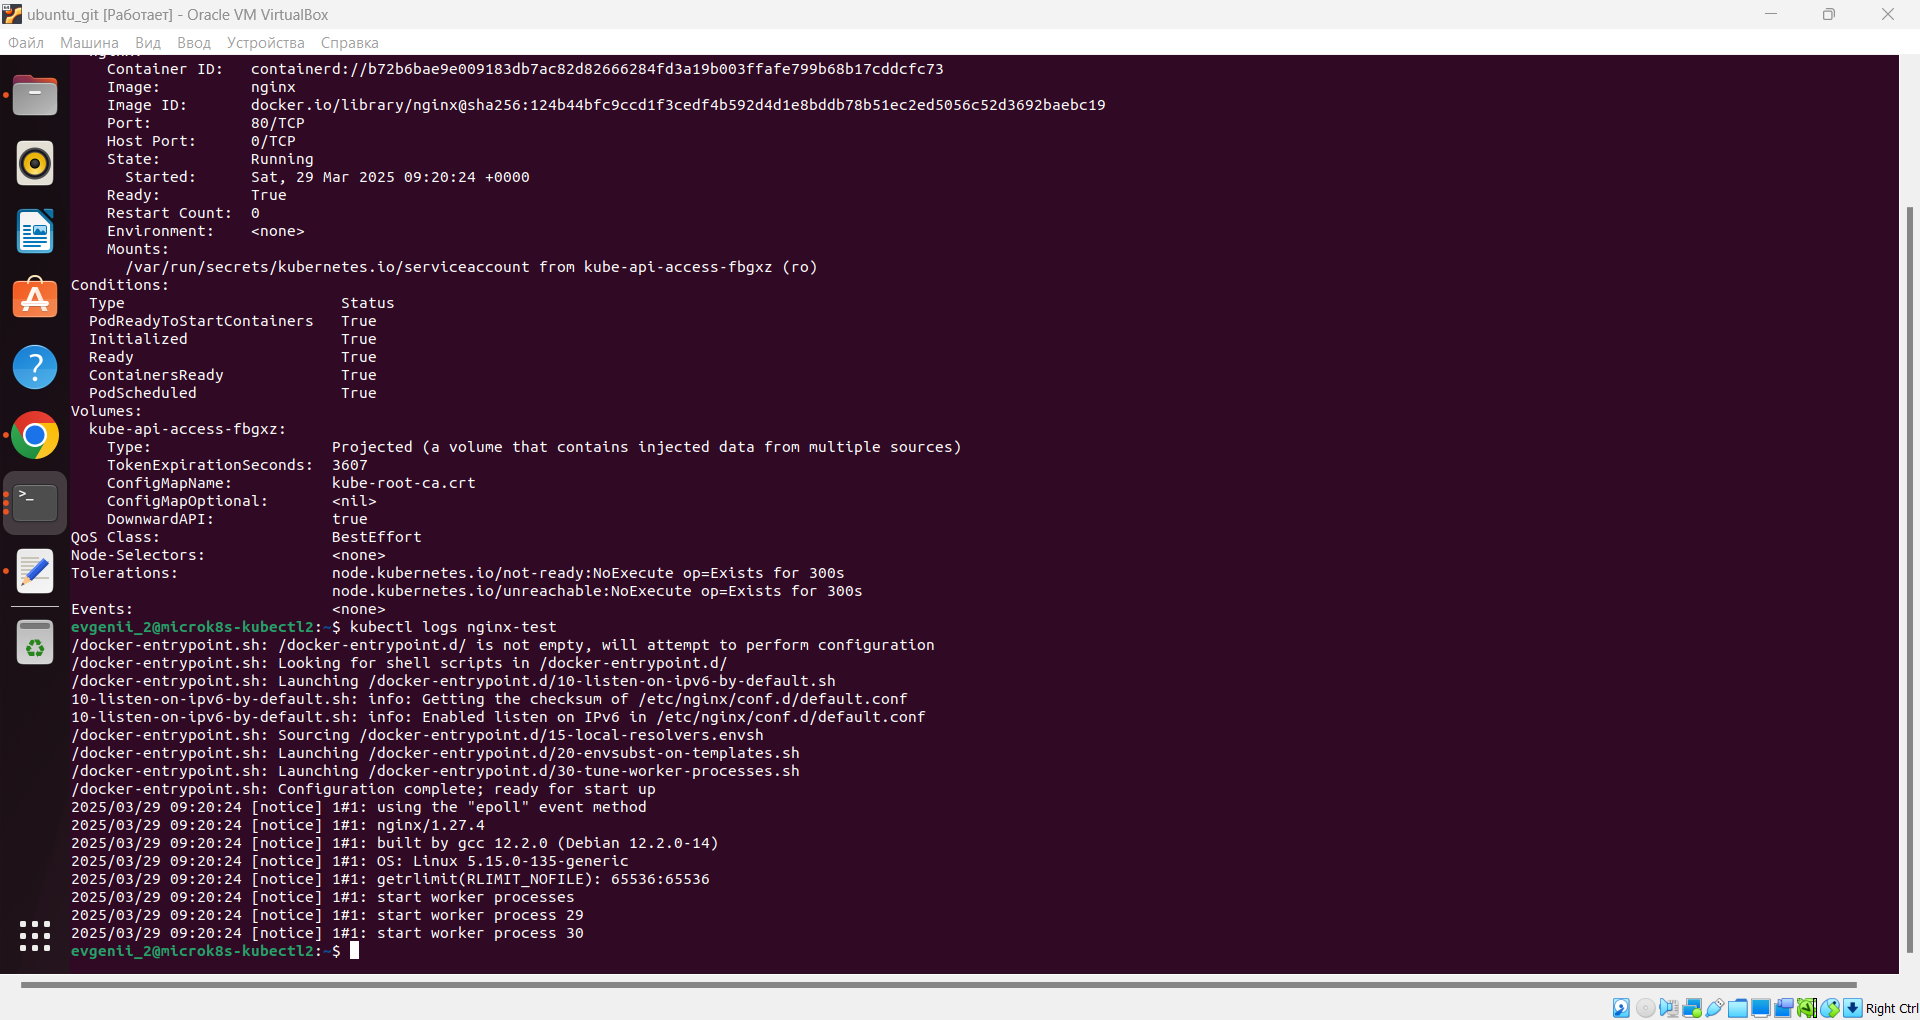 ubuntu_git [Работает] - Oracle VM VirtualBox
Файл Машина Вид Ввод Устройства Справка
Container ID: containerd://b72b6bae9e009183db7ac82d82666284fd3a19b003ffafe799b68b17cddcfc73
Image: nginx
Image ID: docker.io/library/nginx@sha256:124b44bfc9ccd1f3cedf4b592d4d1e8bddb78b51ec2ed5056c52d3692baebc19
Port: 80/TCP
Host Port: 0/TCP
State: Running
Started: Sat, 29 Mar 2025 09:20:24 +0000
Ready: True
Restart Count: 0
Environment: <none>
Mounts:
/var/run/secrets/kubernetes.io/serviceaccount from kube-api-access-fbgxz (ro)
Conditions:
Type Status
PodReadyToStartContainers True
Initialized True
Ready True
ContainersReady True
PodScheduled True
Volumes:
kube-api-access-fbgxz:
Type: Projected (a volume that contains injected data from multiple sources)
TokenExpirationSeconds: 3607
ConfigMapName: kube-root-ca.crt
ConfigMapOptional: <nil>
DownwardAPI: true
QoS Class: BestEffort
Node-Selectors: <none>
Tolerations: node.kubernetes.io/not-ready:NoExecute op=Exists for 300s
node.kubernetes.io/unreachable:NoExecute op=Exists for 300s
Events: <none>
evgenii_2@microk8s-kubectl2:~$ kubectl logs nginx-test
/docker-entrypoint.sh: /docker-entrypoint.d/ is not empty, will attempt to perform configuration
/docker-entrypoint.sh: Looking for shell scripts in /docker-entrypoint.d/
/docker-entrypoint.sh: Launching /docker-entrypoint.d/10-listen-on-ipv6-by-default.sh
10-listen-on-ipv6-by-default.sh: info: Getting the checksum of /etc/nginx/conf.d/default.conf
10-listen-on-ipv6-by-default.sh: info: Enabled listen on IPv6 in /etc/nginx/conf.d/default.conf
/docker-entrypoint.sh: Sourcing /docker-entrypoint.d/15-local-resolvers.envsh
/docker-entrypoint.sh: Launching /docker-entrypoint.d/20-envsubst-on-templates.sh
/docker-entrypoint.sh: Launching /docker-entrypoint.d/30-tune-worker-processes.sh
/docker-entrypoint.sh: Configuration complete; ready for start up
2025/03/29 09:20:24 [notice] 1#1: using the "epoll" event method
2025/03/29 09:20:24 [notice] 1#1: nginx/1.27.4
2025/03/29 09:20:24 [notice] 1#1: built by gcc 12.2.0 (Debian 12.2.0-14)
2025/03/29 09:20:24 [notice] 1#1: OS: Linux 5.15.0-135-generic
2025/03/29 09:20:24 [notice] 1#1: getrlimit(RLIMIT_NOFILE): 65536:65536
2025/03/29 09:20:24 [notice] 1#1: start worker processes
2025/03/29 09:20:24 [notice] 1#1: start worker process 29
2025/03/29 09:20:24 [notice] 1#1: start worker process 30
evgenii_2@microk8s-kubectl2:~$
Right Ctrl